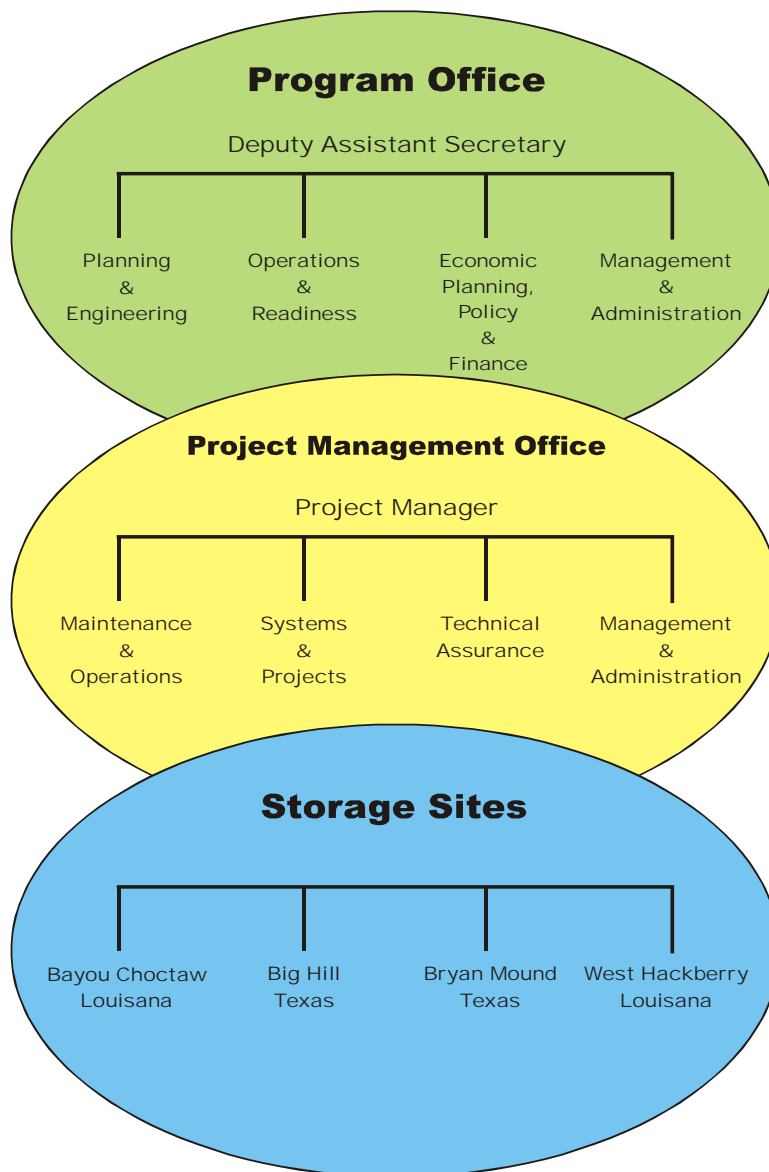 Program Office
Deputy Assistant Secretary
Planning
&
Engineering
Operations
&
Readiness
Economic
Planning,
Policy
&
Finance
Management
&
Administration
Project Management Office
Project Manager
Maintenance
&
Operations
Systems
&
Projects
Technical
Assurance
Management
&
Administration
Storage Sites
Bayou Choctaw
Louisana
Big Hill
Texas
Bryan Mound
Texas
West Hackberry
Louisana